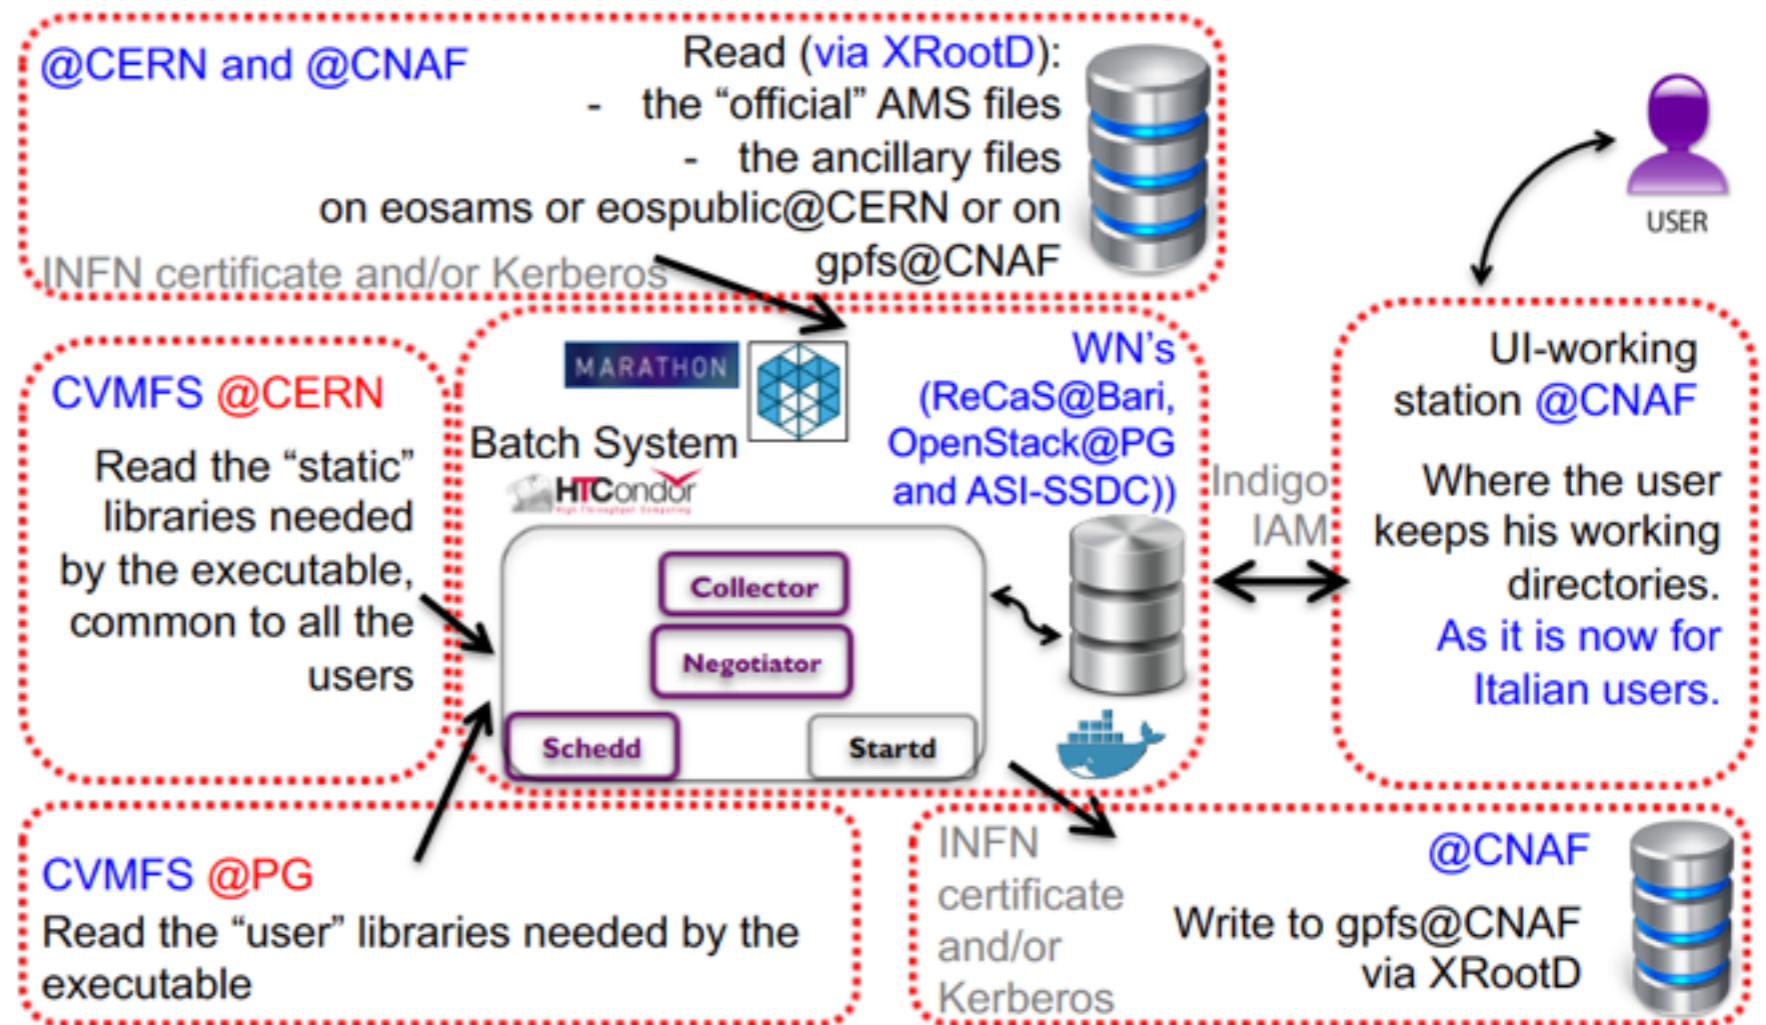 @CERN and @CNAF
Read (via XRootD):
- the “official” AMS files
- the ancillary files
on eosams or eospublic@CERN or on
gpfs@CNAF
INFN certificate and/or Kerberos
USER
CVMFS @CERN
Read the “static”
libraries needed
by the executable,
common to all the
users
MARATHON
Batch System
HTCondor
High Throughput Computing
WN’s
(ReCaS@Bari,
OpenStack@PG
and ASI-SSDC))
Collector
Negotiator
Schedd
Startd
Indigo
IAM
UI-working
station @CNAF
Where the user
keeps his working
directories.
As it is now for
Italian users.
CVMFS @PG
Read the “user” libraries needed by the
executable
INFN
certificate
and/or
Kerberos
@CNAF
Write to gpfs@CNAF
via XRootD